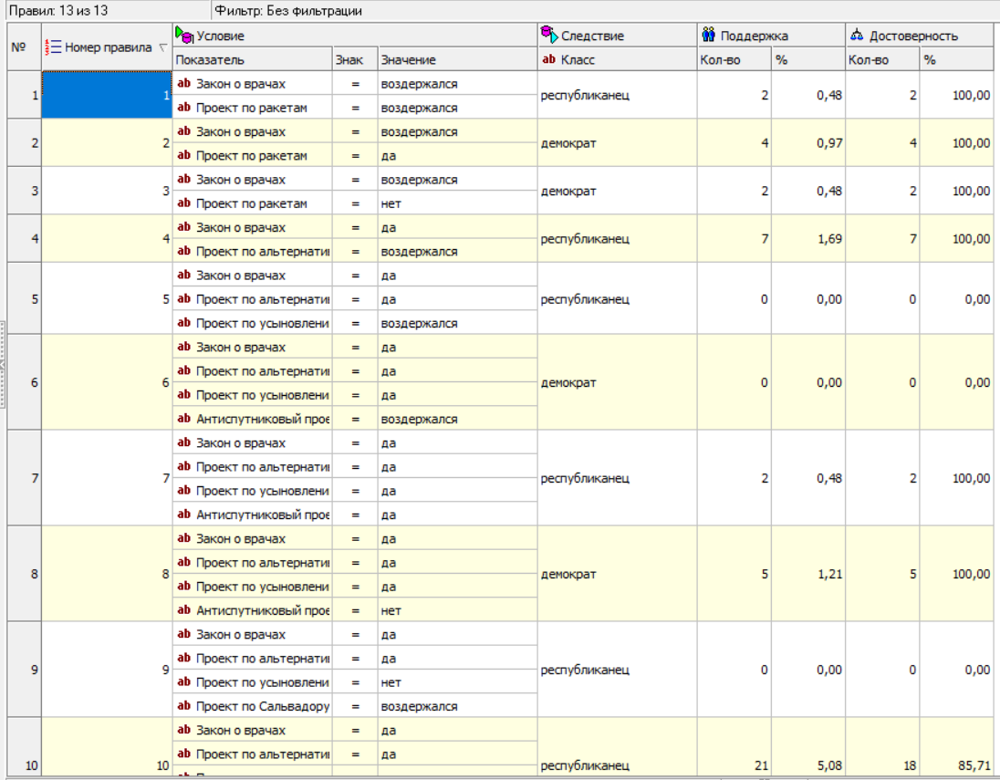 Правил: 13 из 13 Фильтр: Без фильтрации
№ Номер правила Условие Следствие Поддержка Достоверность
Показатель Знак Значение ab Класс Кол-во % Кол-во %
1 1 республиканец 2 0,48 2 100,00
ab Закон о врачах = воздержался
ab Проект по ракетам = воздержался
2 2 демократ 4 0,97 4 100,00
ab Закон о врачах = воздержался
ab Проект по ракетам = да
3 3 демократ 2 0,48 2 100,00
ab Закон о врачах = воздержался
ab Проект по ракетам = нет
4 4 республиканец 7 1,69 7 100,00
ab Закон о врачах = да
ab Проект по альтернати = воздержался
5 5 республиканец 0 0,00 0 0,00
ab Закон о врачах = да
ab Проект по альтернати = да
ab Проект по усыновлени = воздержался
6 6 демократ 0 0,00 0 0,00
ab Закон о врачах = да
ab Проект по альтернати = да
ab Проект по усыновлени = да
ab Антиспутниковый прое = воздержался
7 7 республиканец 2 0,48 2 100,00
ab Закон о врачах = да
ab Проект по альтернати = да
ab Проект по усыновлени = да
ab Антиспутниковый прое = да
8 8 демократ 5 1,21 5 100,00
ab Закон о врачах = да
ab Проект по альтернати = да
ab Проект по усыновлени = да
ab Антиспутниковый прое = нет
9 9 республиканец 0 0,00 0 0,00
ab Закон о врачах = да
ab Проект по альтернати = да
ab Проект по усыновлени = нет
ab Проект по Сальвадору = воздержался
10 10 республиканец 21 5,08 18 85,71
ab Закон о врачах = да
ab Проект по альтернати = да